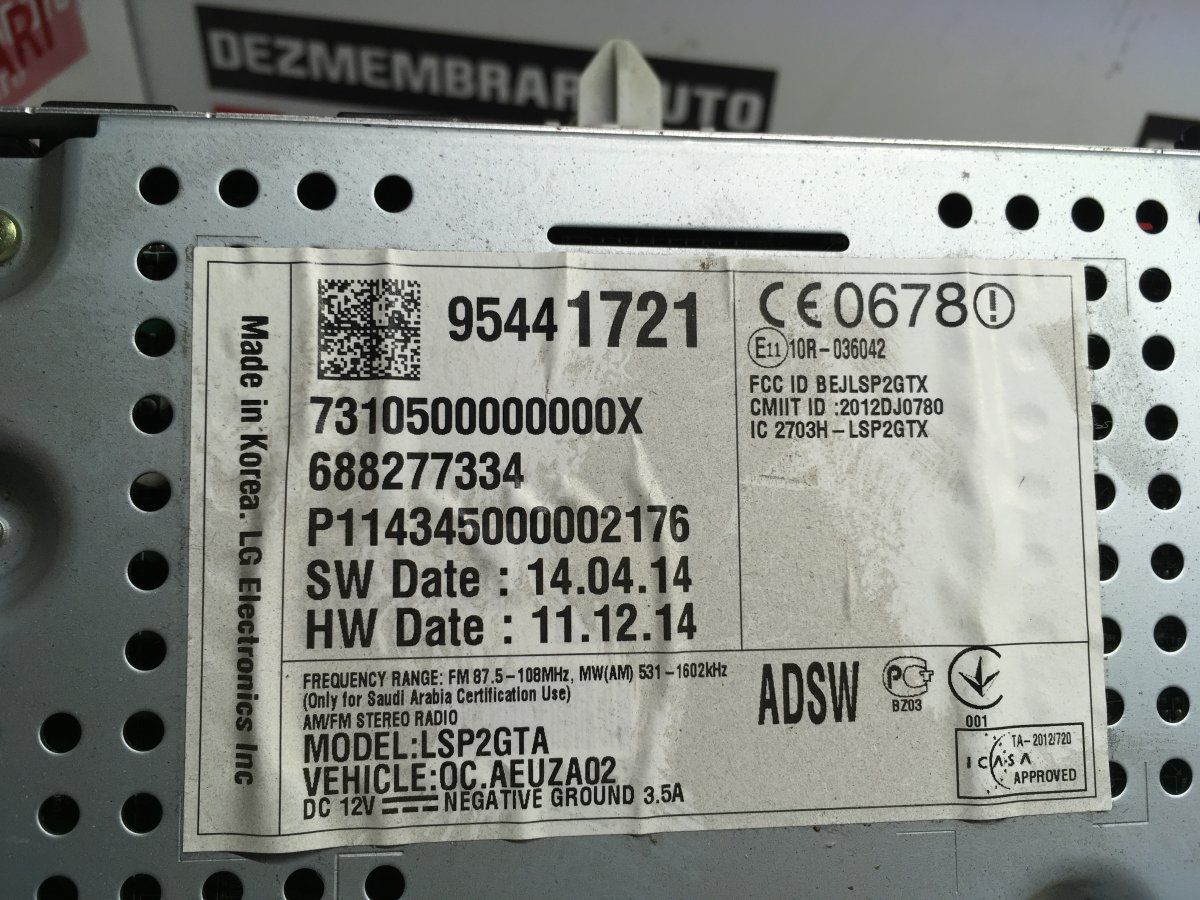 DEZMEMBRARI AUTO
95441721
7310500000000X
688277334
P114345000002176
SW Date : 14.04.14
HW Date : 11.12.14
Made in Korea. LG Electronics Inc
CE0678
E11 10R-036042
FCC ID BEJLSP2GTX
CMIIT ID :2012DJ0780
IC 2703H-LSP2GTX
FREQUENCY RANGE: FM 87.5-108MHz, MW(AM) 531-1602kHz
(Only for Saudi Arabia Certification Use)
AM/FM STEREO RADIO
MODEL:LSP2GTA
VEHICLE:OC.AEUZA02
DC 12V NEGATIVE GROUND 3.5A
ADSW
PCT
BZ03
001
TA-2012/720
ICASA
APPROVED